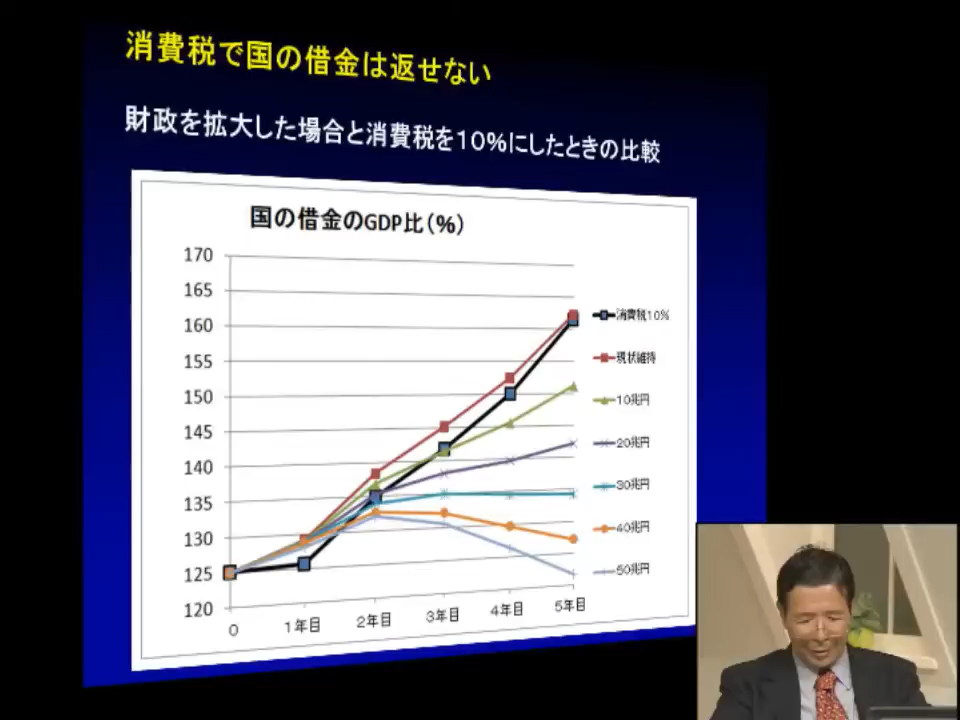 消費税で国の借金は返せない
財政を拡大した場合と消費税を10%にしたときの比較
国の借金のGDP比(%)
170
165
160
155
150
145
140
135
130
125
120
0
1年目
2年目
3年目
4年目
5年目
消費税10%
現状維持
10兆円
20兆円
30兆円
40兆円
50兆円